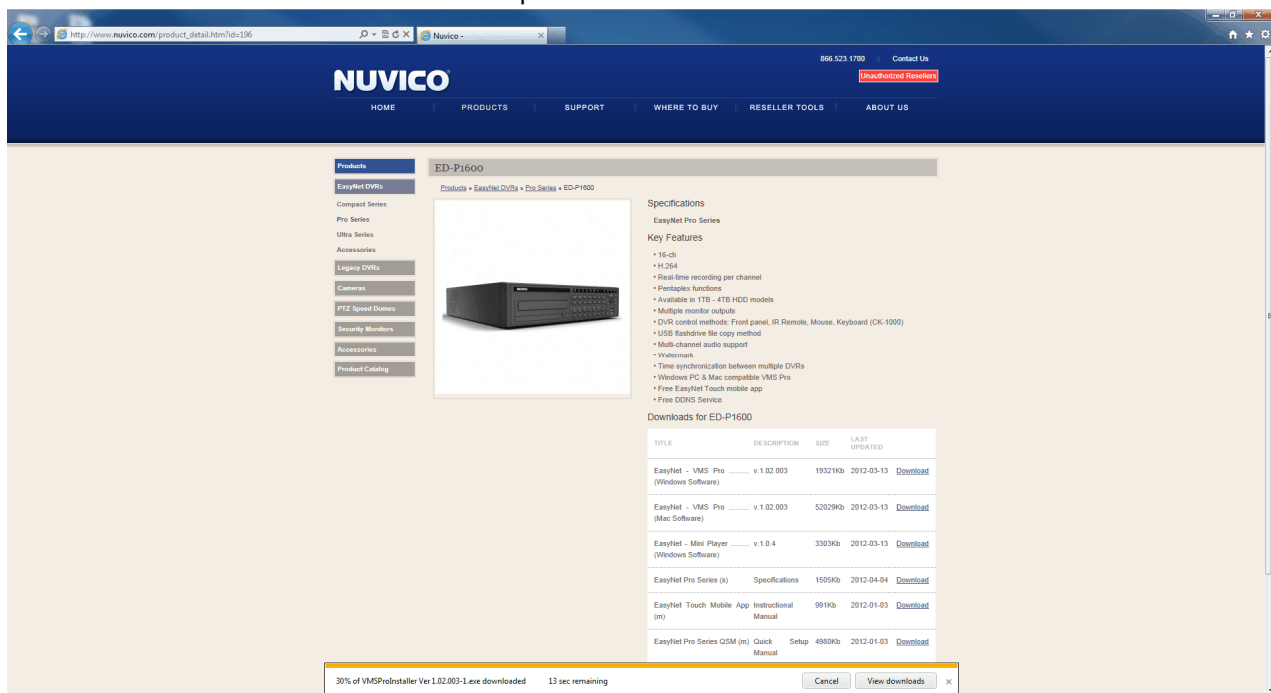 http://www.nuvico.com/product_detail.htm?id=196
Nuvico -
866.523.1700 || Contact Us
Unauthorized Resellers
NUVICO
HOME PRODUCTS SUPPORT WHERE TO BUY RESELLER TOOLS ABOUT US
Products
EasyNet DVRs
Compact Series
Pro Series
Ultra Series
Accessories
Legacy DVRs
Cameras
PTZ Speed Domes
Security Monitors
Accessories
Product Catalog
ED-P1600
Products » EasyNet DVRs » Pro Series » ED-P1600
Specifications
EasyNet Pro Series
Key Features
• 16-ch
• H.264
• Real-time recording per channel
• Pentaplex functions
• Available in 1TB - 4TB HDD models
• Multiple monitor outputs
• DVR control methods: Front panel, IR Remote, Mouse, Keyboard (CK-1000)
• USB flashdrive file copy method
• Multi-channel audio support
• Watermark
• Time synchronization between multiple DVRs
• Windows PC & Mac compatible VMS Pro
• Free EasyNet Touch mobile app
• Free DDNS Service
Downloads for ED-P1600
TITLE DESCRIPTION SIZE LAST UPDATED
EasyNet - VMS Pro ......... v.1.02.003 19321Kb 2012-03-13 Download
(Windows Software)
EasyNet - VMS Pro ......... v.1.02.003 52029Kb 2012-03-13 Download
(Mac Software)
EasyNet - Mini Player ........ v.1.0.4 3303Kb 2012-03-13 Download
(Windows Software)
EasyNet Pro Series (s) Specifications 1505Kb 2012-04-04 Download
EasyNet Touch Mobile App Instructional 991Kb 2012-01-03 Download
(m) Manual
EasyNet Pro Series QSM (m) Quick Setup 4980Kb 2012-01-03 Download
Manual
30% of VMSProInstaller Ver 1.02.003-1.exe downloaded 13 sec remaining Cancel View downloads